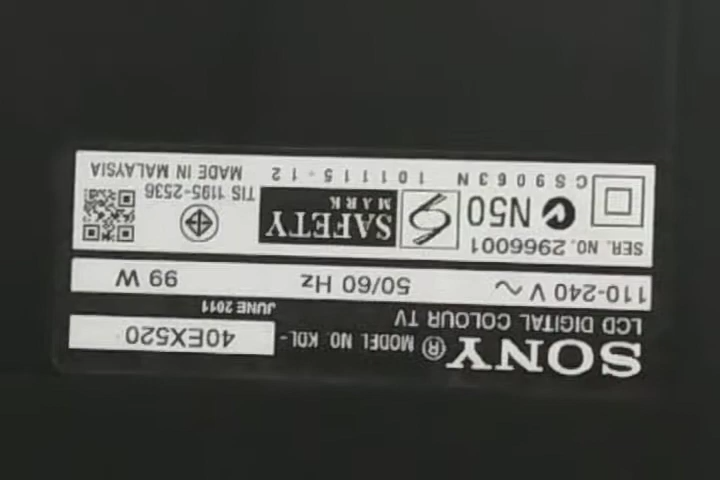 SONY® MODEL NO. KDL- 40EX520
LCD DIGITAL COLOUR TV JUNE 2011
110-240 V ~ 50/60 Hz 99 W
SER. NO. 2966001
N50 SAFETY MARK TIS 1195-2536
CS9063N 101115-12 MADE IN MALAYSIA